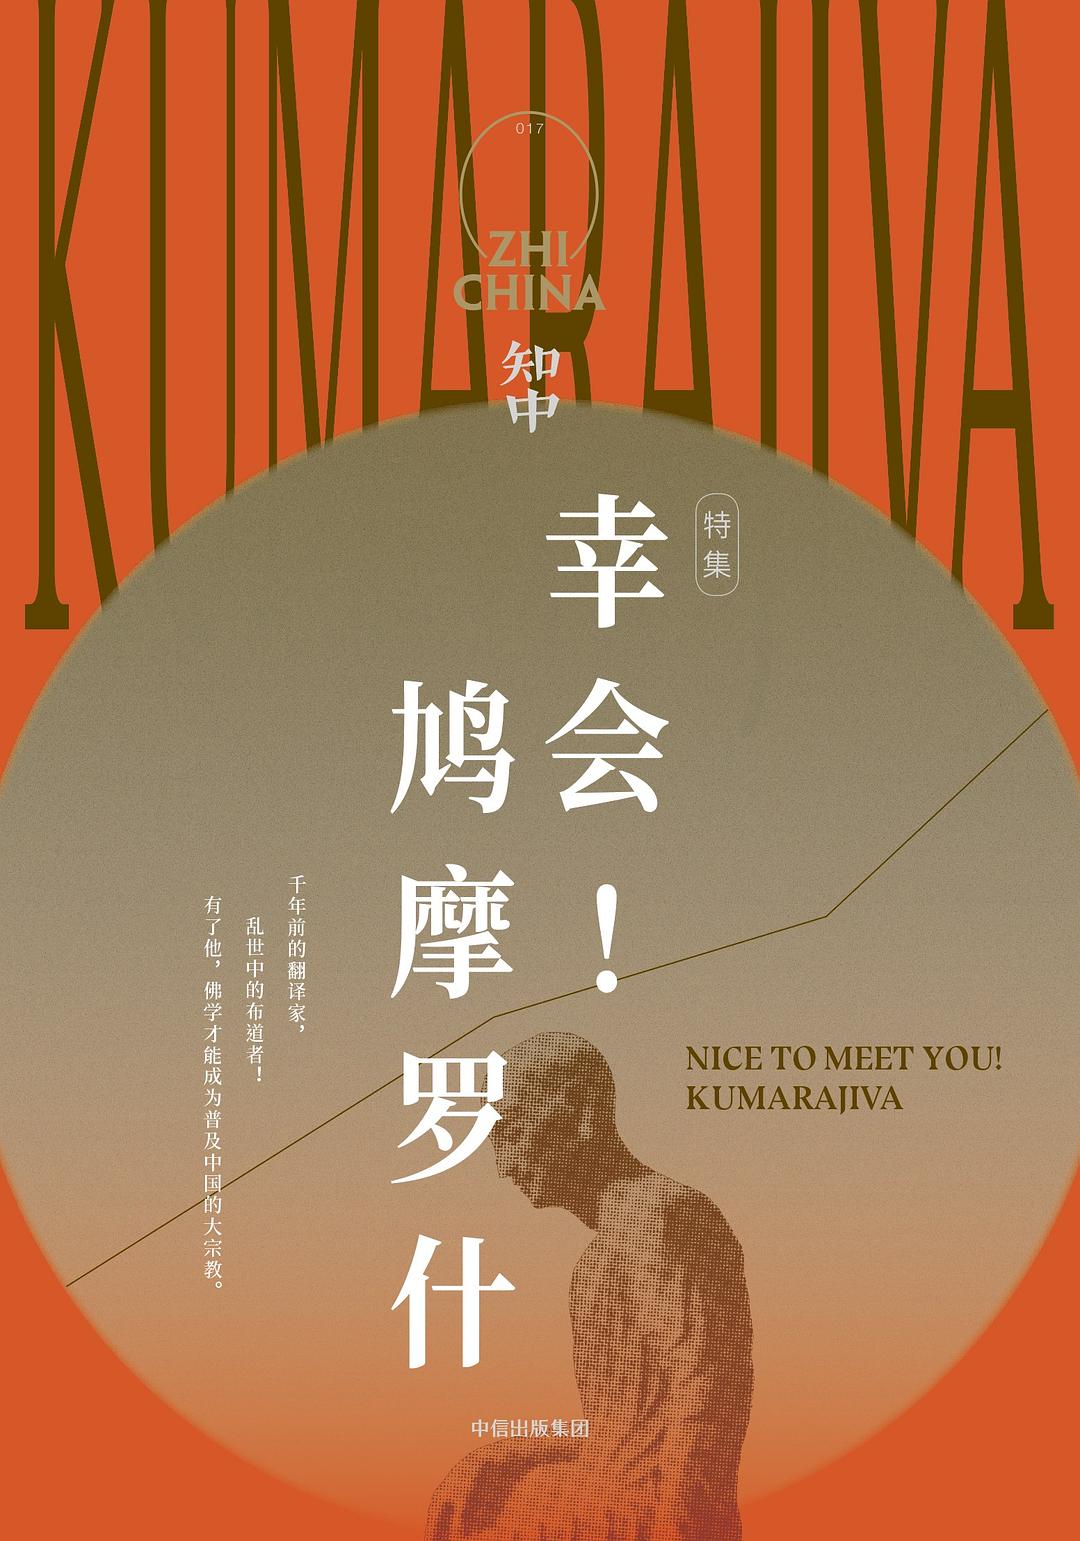 KUMARAJIVA
017
ZHI
CHINA
知中
特集
幸会！
鸠摩罗什
千年前的翻译家，
乱世中的布道者！
有了他，佛学才能成为普及中国的大宗教。
NICE TO MEET YOU!
KUMARAJIVA
中信出版集团